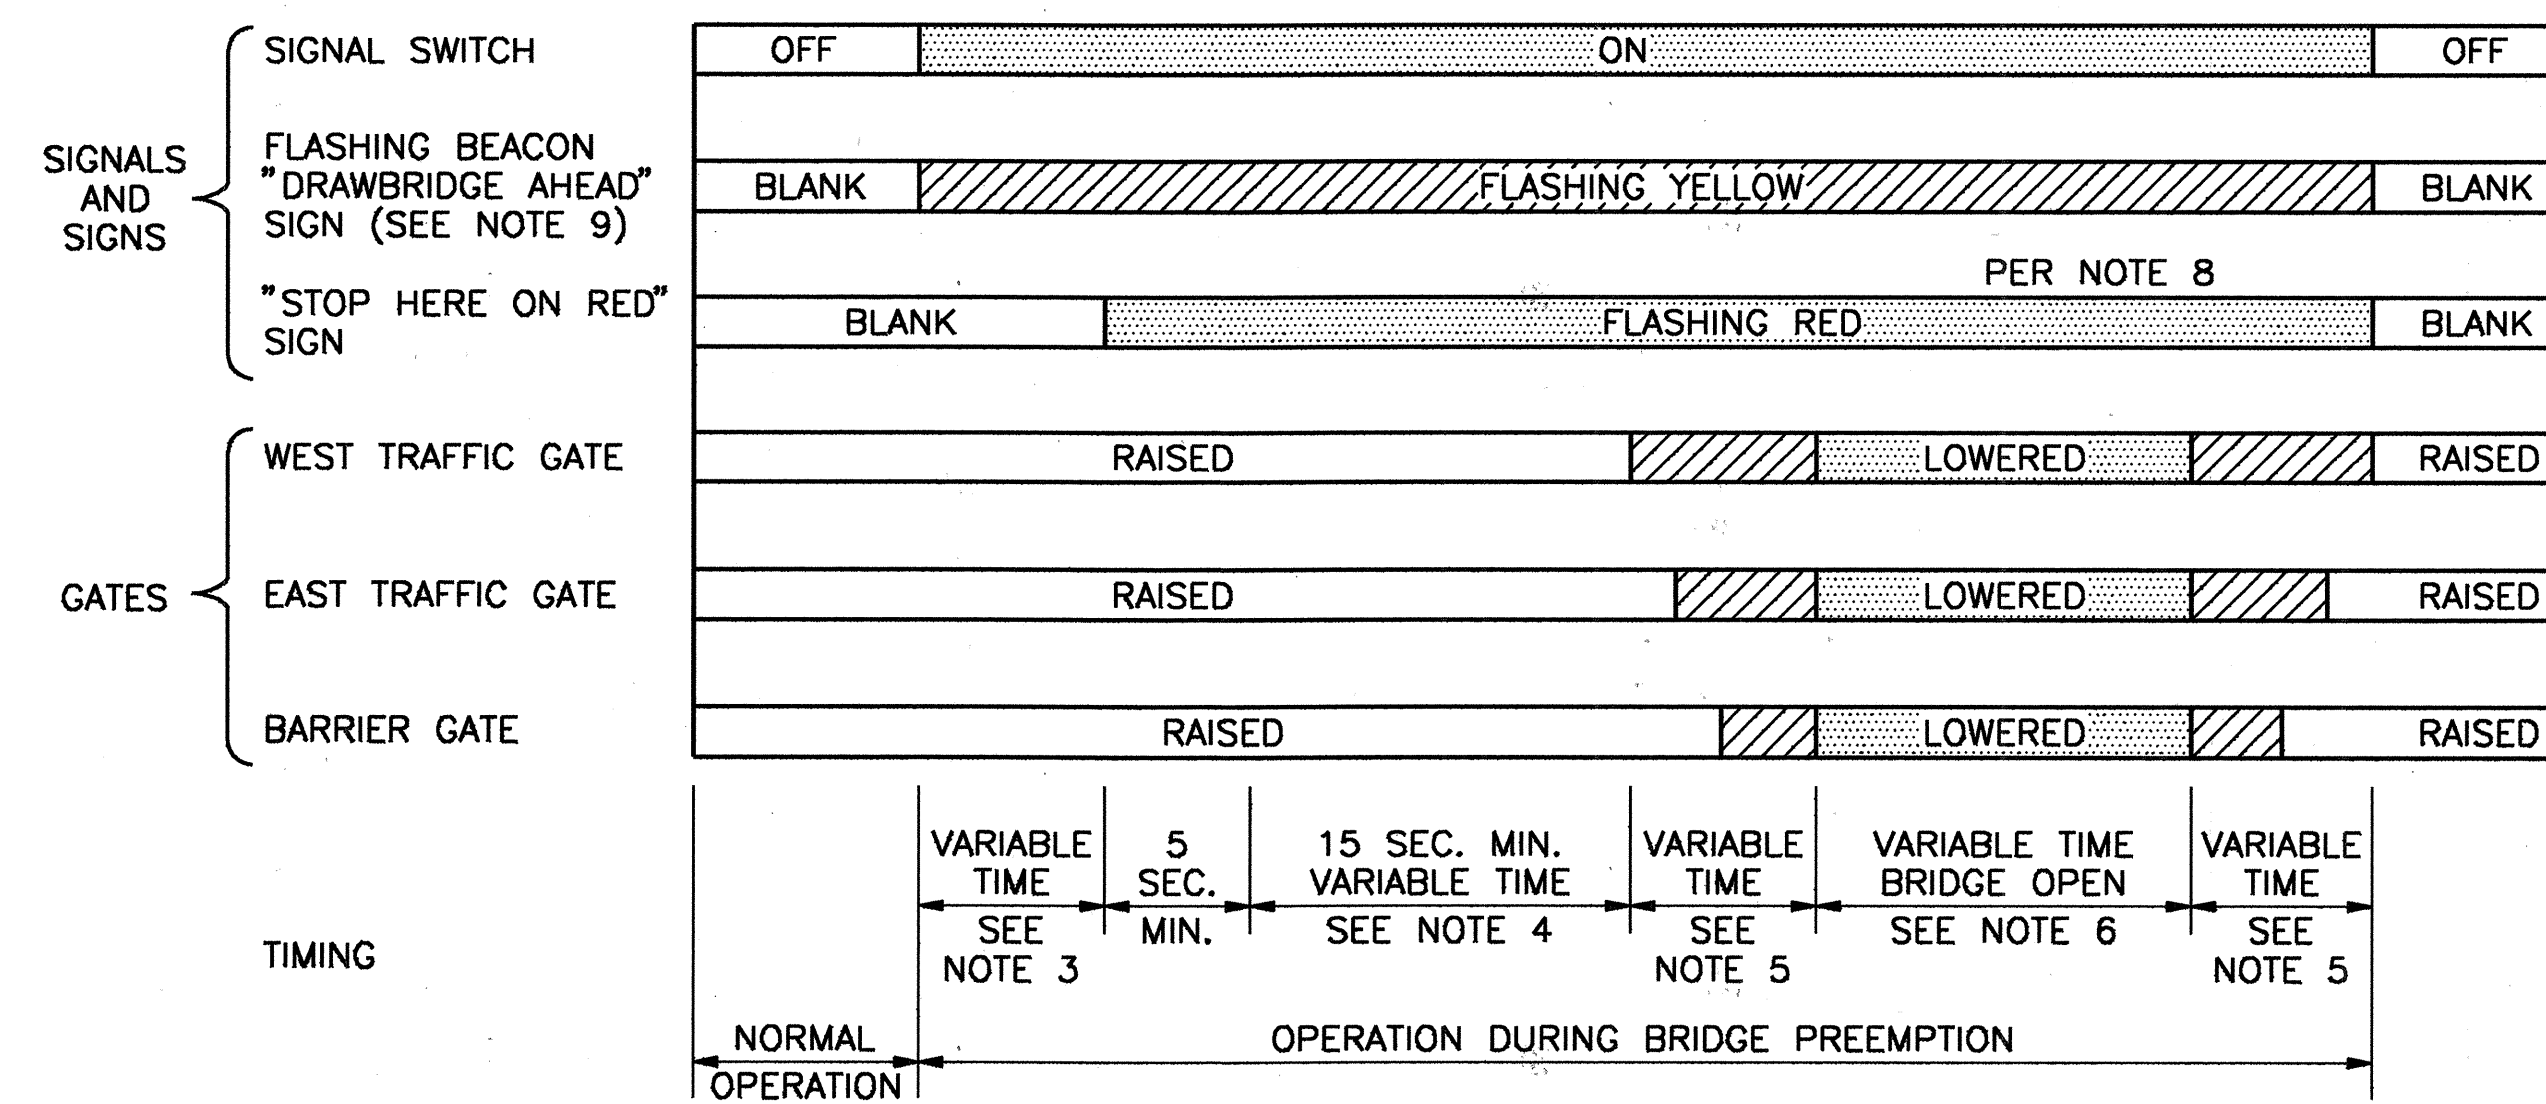 SIGNALS
AND
SIGNS
SIGNAL SWITCH
OFF
ON
OFF
FLASHING BEACON
"DRAWBRIDGE AHEAD"
SIGN (SEE NOTE 9)
BLANK
FLASHING YELLOW
BLANK
PER NOTE 8
"STOP HERE ON RED"
SIGN
BLANK
FLASHING RED
BLANK
GATES
WEST TRAFFIC GATE
RAISED
LOWERED
RAISED
EAST TRAFFIC GATE
RAISED
LOWERED
RAISED
BARRIER GATE
RAISED
LOWERED
RAISED
TIMING
VARIABLE
TIME
SEE
NOTE 3
5
SEC.
MIN.
15 SEC. MIN.
VARIABLE TIME
SEE NOTE 4
VARIABLE
TIME
SEE
NOTE 5
VARIABLE TIME
BRIDGE OPEN
SEE NOTE 6
VARIABLE
TIME
SEE
NOTE 5
NORMAL
OPERATION
OPERATION DURING BRIDGE PREEMPTION